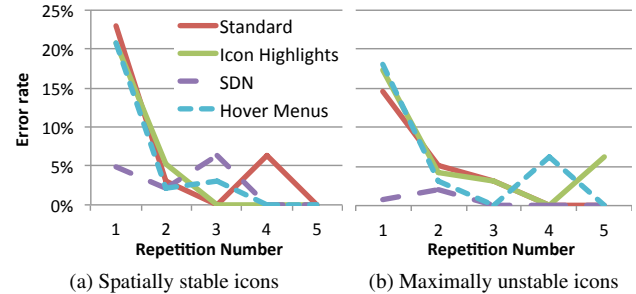 25%
20%
15%
10%
5%
0%
Error rate
Standard
Icon Highlights
SDN
Hover Menus
1 2 3 4 5
Repetition Number
(a) Spatially stable icons
1 2 3 4 5
Repetition Number
(b) Maximally unstable icons